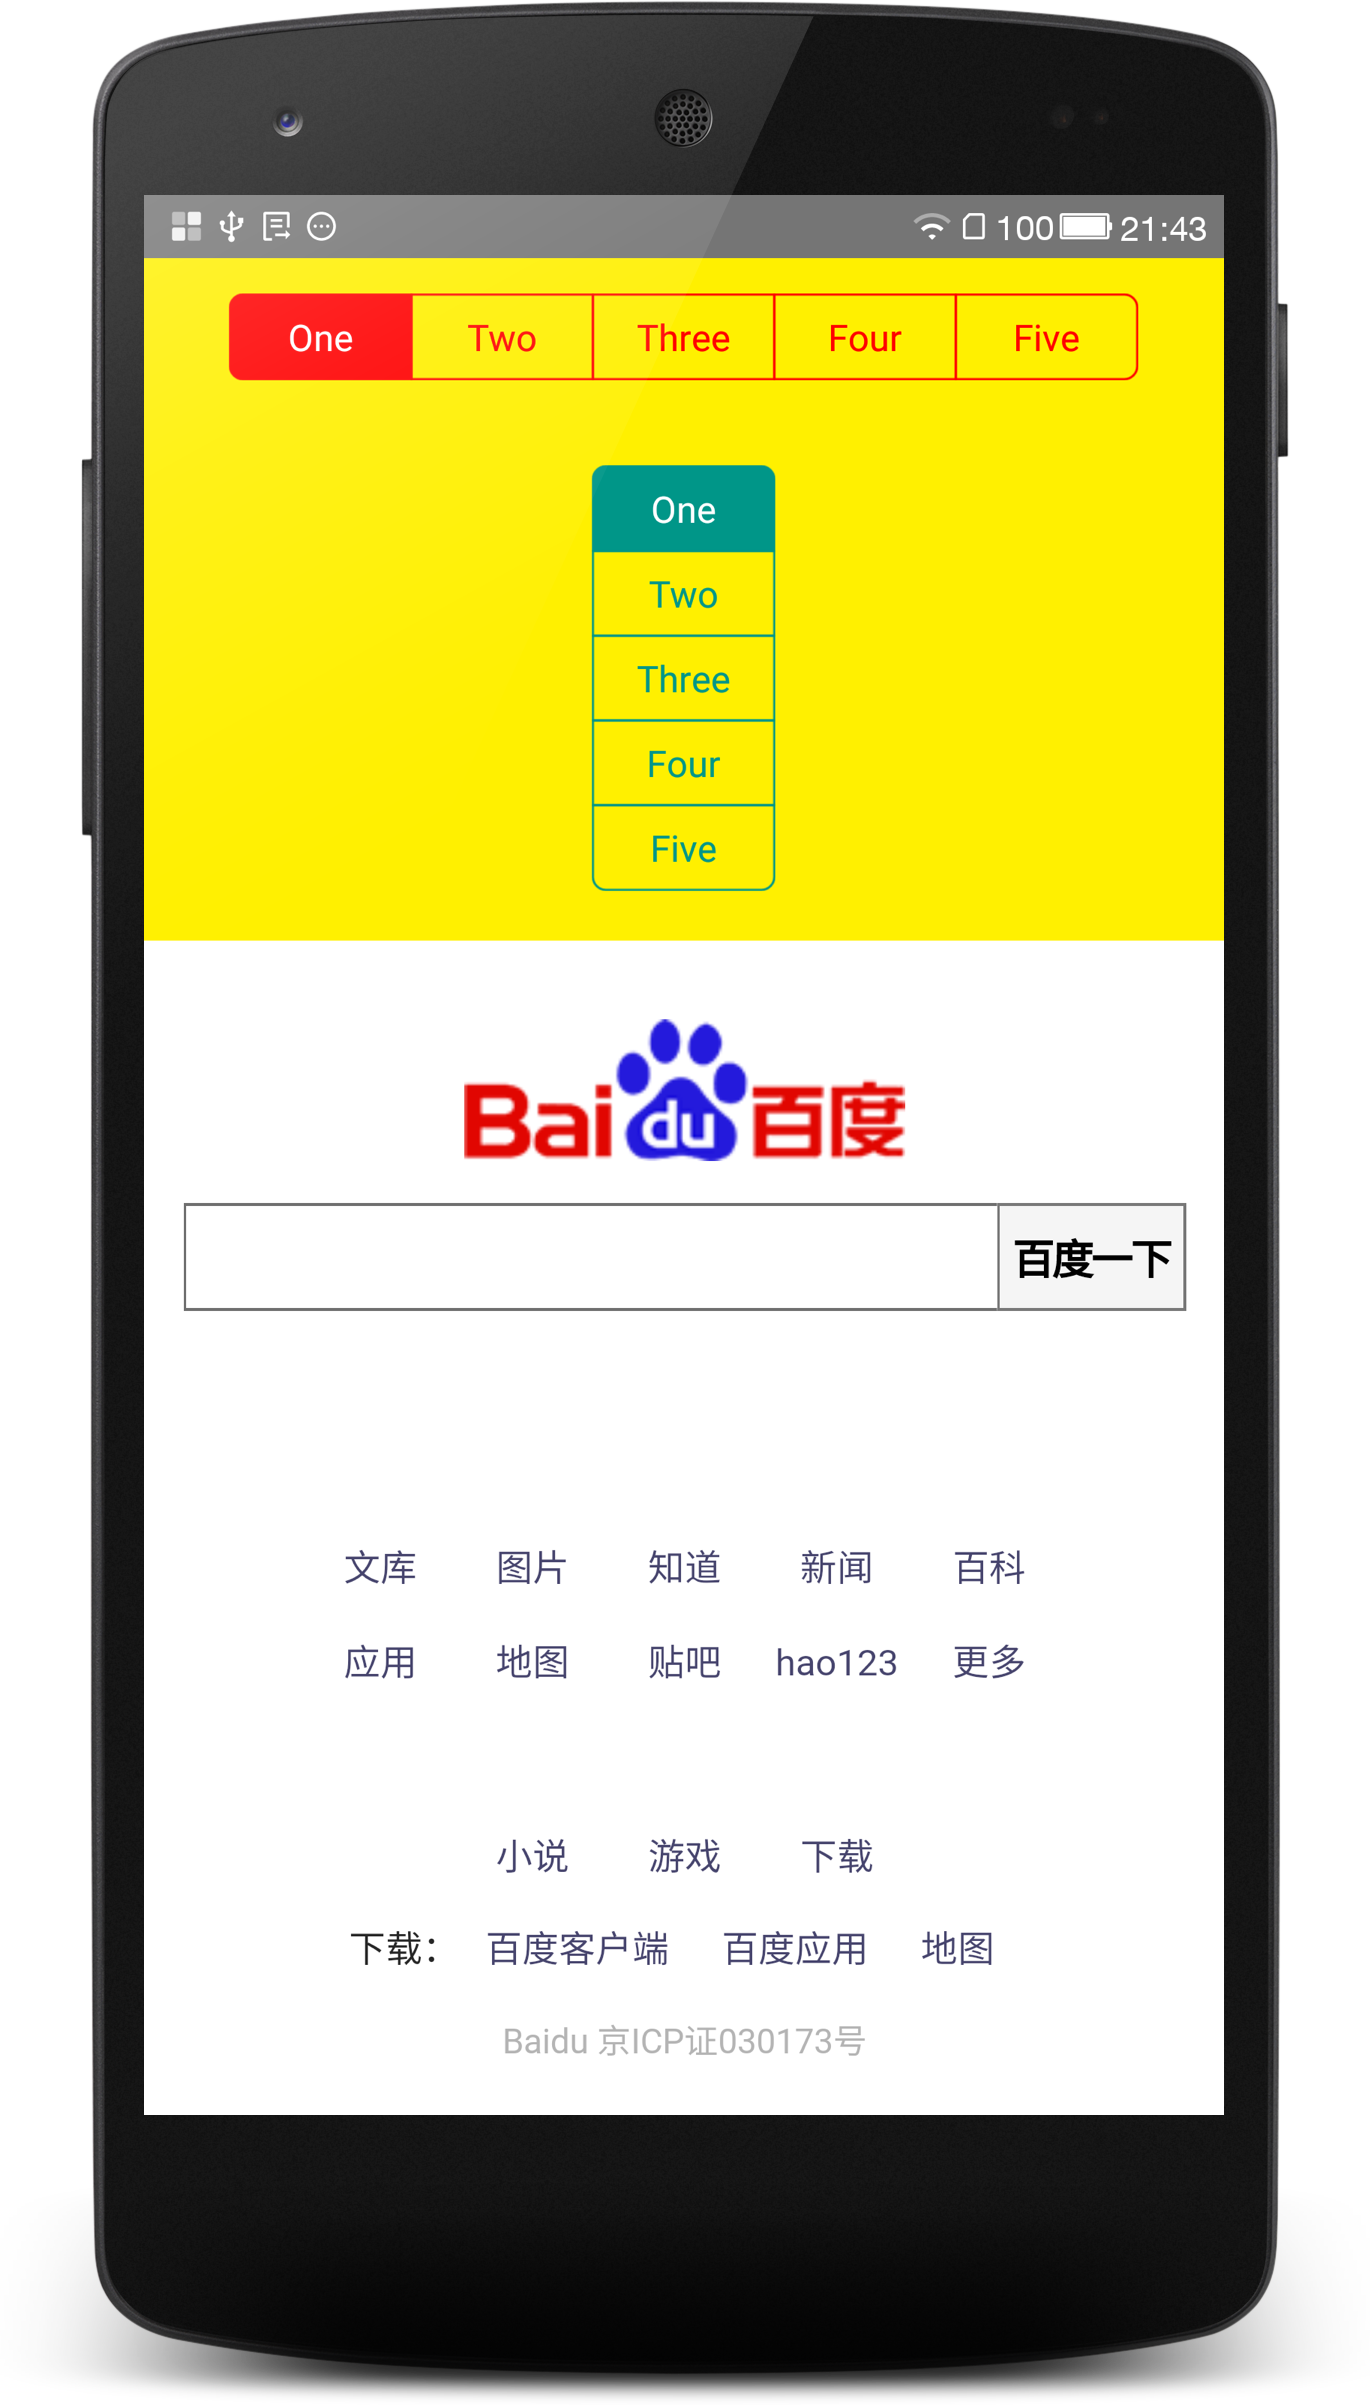 100 21:43
One Two Three Four Five
One
Two
Three
Four
Five
Bai du 百度
百度一下
文库 图片 知道 新闻 百科
应用 地图 贴吧 hao123 更多
小说 游戏 下载
下载： 百度客户端 百度应用 地图
Baidu 京ICP证030173号